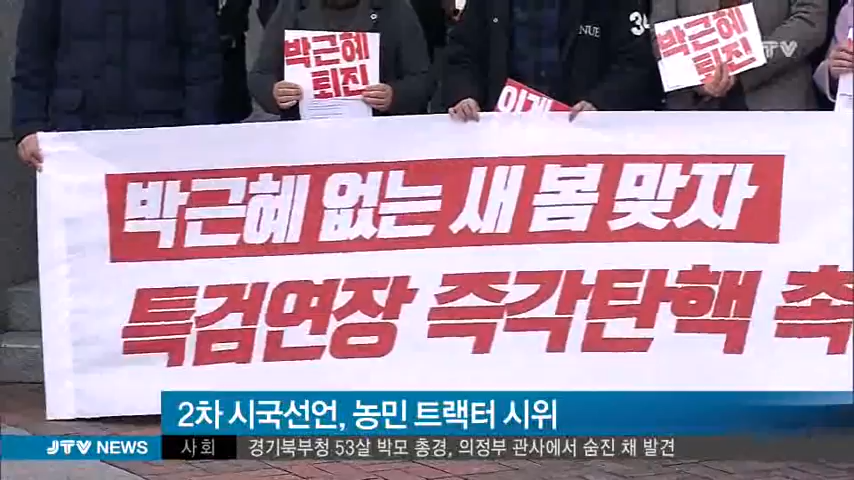 박근혜
퇴진
박근혜
퇴진
JTV
NUE
34
박근혜 없는 새 봄 맞자
특검연장 즉각탄핵 촉
2차 시국선언, 농민 트랙터 시위
JTV NEWS
사회
경기북부청 53살 박모 총경, 의정부 관사에서 숨진 채 발견